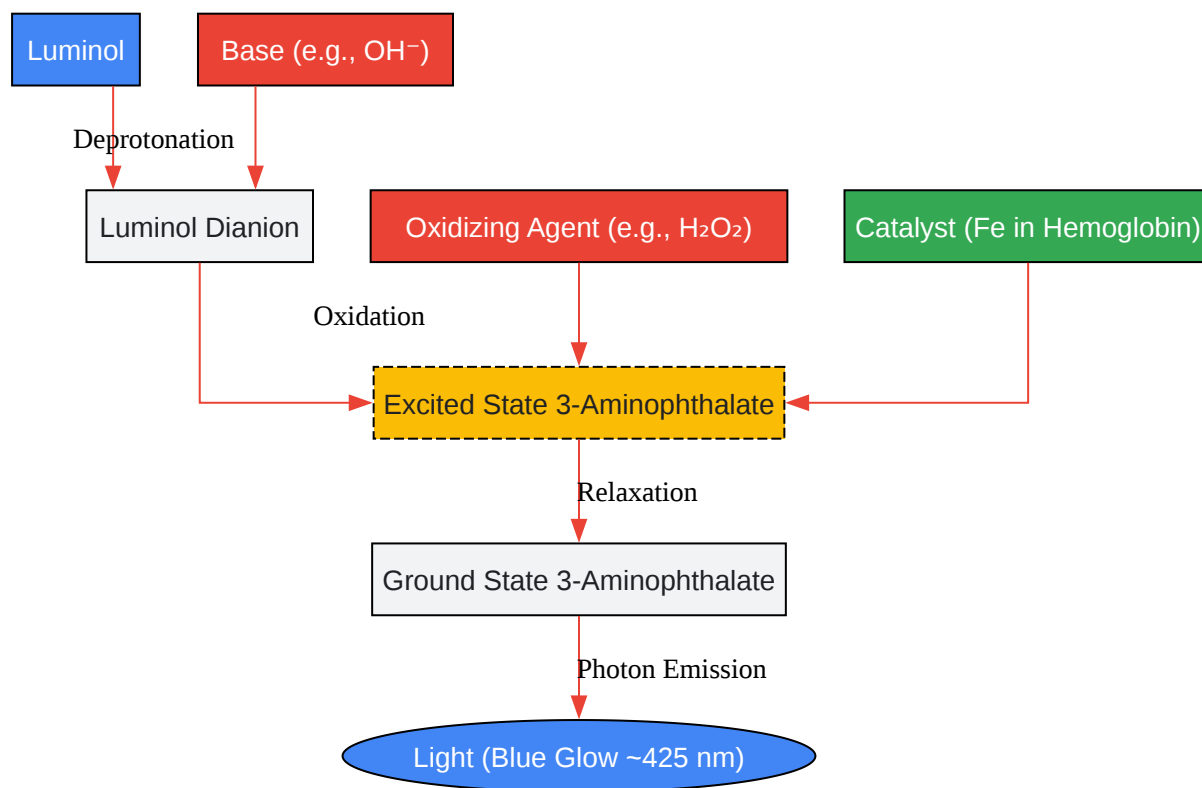 Luminol
Base (e.g., OH⁻)
Deprotonation
Luminol Dianion
Oxidizing Agent (e.g., H₂O₂)
Catalyst (Fe in Hemoglobin)
Oxidation
Excited State 3-Aminophthalate
Relaxation
Ground State 3-Aminophthalate
Photon Emission
Light (Blue Glow ~425 nm)